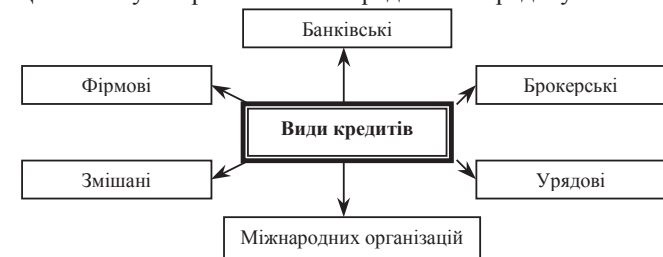 Банківські
Фірмові
Брокерські
Види кредитів
Змішані
Урядові
Міжнародних організацій